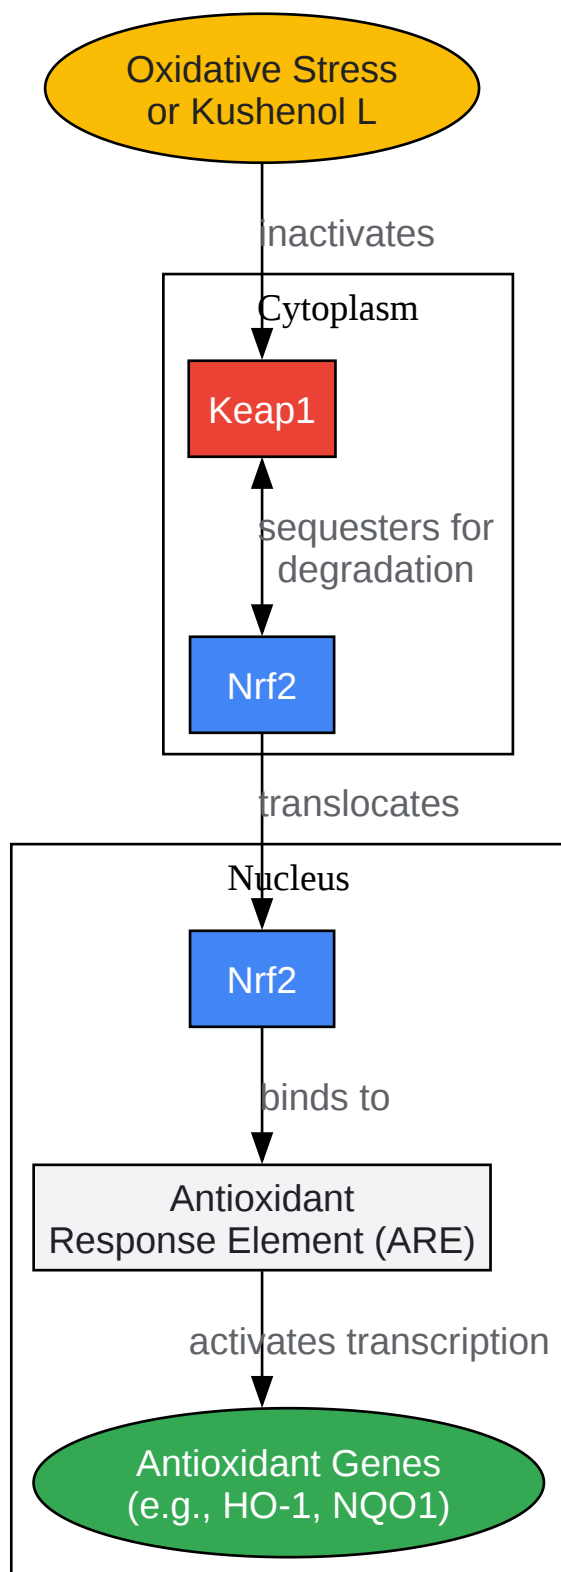 Oxidative Stress
or Kushenol L
inactivates
Cytoplasm
Keap1
sequesters for
degradation
Nrf2
translocates
Nucleus
Nrf2
binds to
Antioxidant
Response Element (ARE)
activates transcription
Antioxidant Genes
(e.g., HO-1, NQO1)